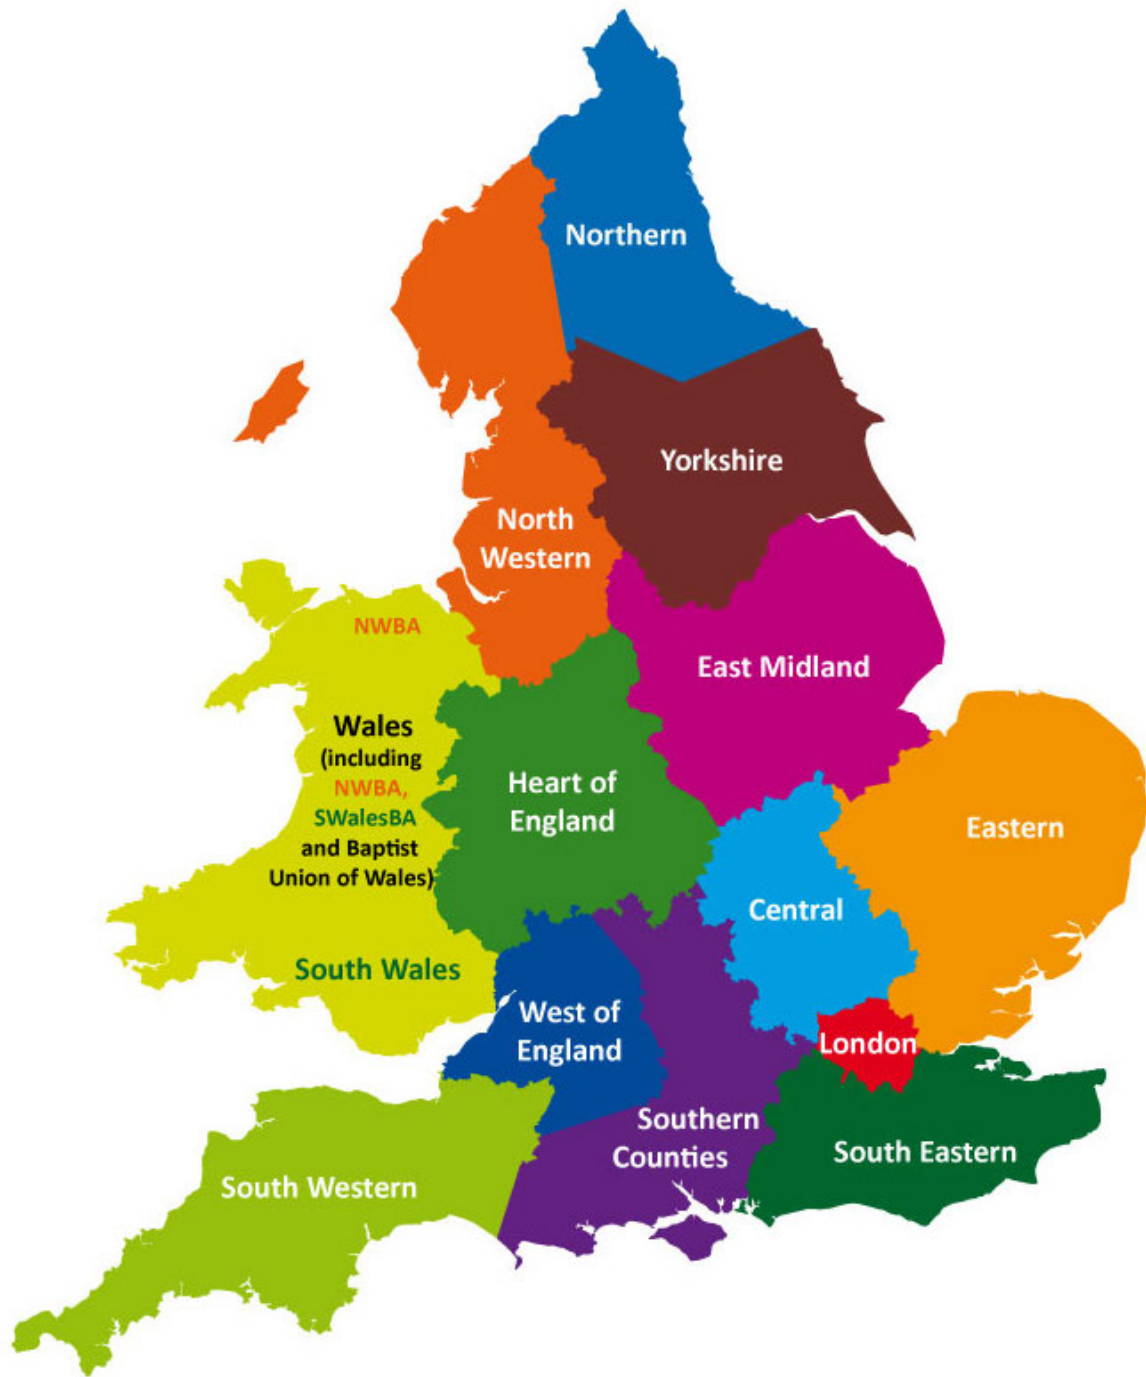 Northern
Yorkshire
North
Western
NWBA
East Midland
Wales
(including
NWBA,
SWalesBA
and Baptist
Union of Wales)
Heart of
England
Eastern
Central
South Wales
West of
England
London
Southern
Counties
South Eastern
South Western